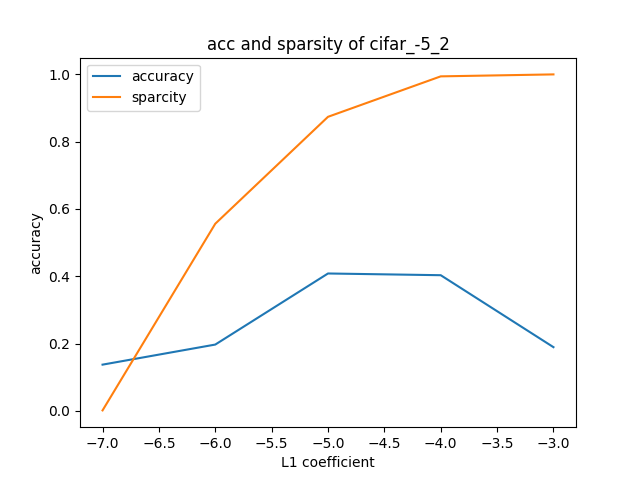 acc and sparsity of cifar_-5_2
accuracy
sparcity
1.0
0.8
0.6
0.4
0.2
0.0
accuracy
−7.0 −6.5 −6.0 −5.5 −5.0 −4.5 −4.0 −3.5 −3.0
L1 coefficient